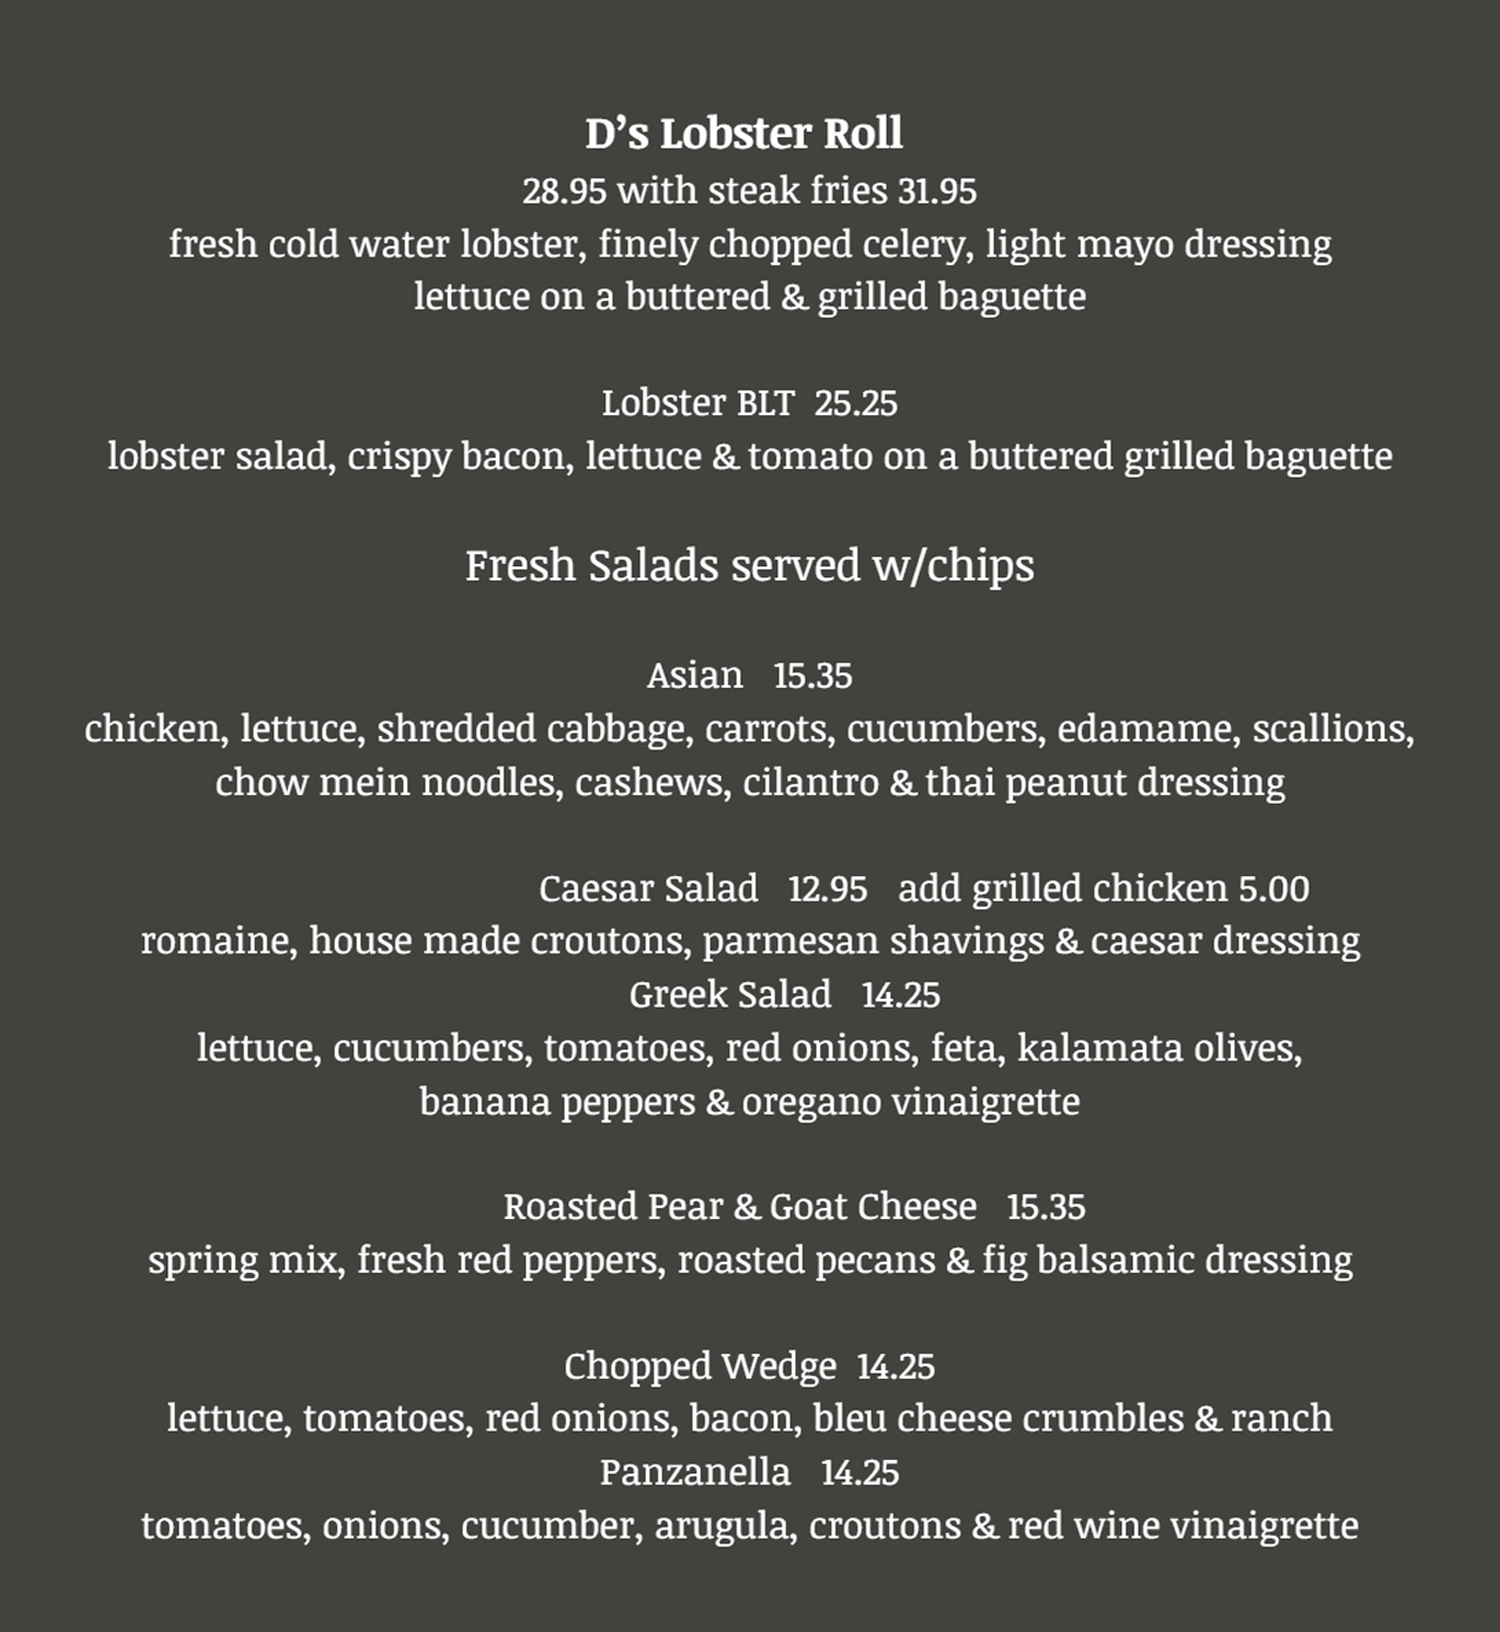 D’s Lobster Roll
28.95 with steak fries 31.95
fresh cold water lobster, finely chopped celery, light mayo dressing
lettuce on a buttered & grilled baguette
Lobster BLT 25.25
lobster salad, crispy bacon, lettuce & tomato on a buttered grilled baguette
Fresh Salads served w/chips
Asian 15.35
chicken, lettuce, shredded cabbage, carrots, cucumbers, edamame, scallions,
chow mein noodles, cashews, cilantro & thai peanut dressing
Caesar Salad 12.95 add grilled chicken 5.00
romaine, house made croutons, parmesan shavings & caesar dressing
Greek Salad 14.25
lettuce, cucumbers, tomatoes, red onions, feta, kalamata olives,
banana peppers & oregano vinaigrette
Roasted Pear & Goat Cheese 15.35
spring mix, fresh red peppers, roasted pecans & fig balsamic dressing
Chopped Wedge 14.25
lettuce, tomatoes, red onions, bacon, bleu cheese crumbles & ranch
Panzanella 14.25
tomatoes, onions, cucumber, arugula, croutons & red wine vinaigrette